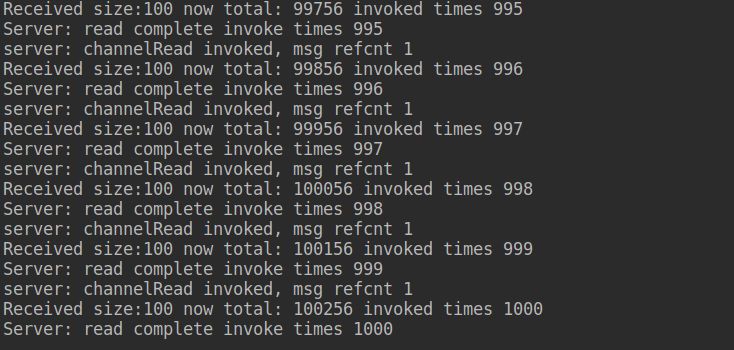 Received size:100 now total: 99756 invoked times 995
Server: read complete invoke times 995
server: channelRead invoked, msg refcnt 1
Received size:100 now total: 99856 invoked times 996
Server: read complete invoke times 996
server: channelRead invoked, msg refcnt 1
Received size:100 now total: 99956 invoked times 997
Server: read complete invoke times 997
server: channelRead invoked, msg refcnt 1
Received size:100 now total: 100056 invoked times 998
Server: read complete invoke times 998
server: channelRead invoked, msg refcnt 1
Received size:100 now total: 100156 invoked times 999
Server: read complete invoke times 999
server: channelRead invoked, msg refcnt 1
Received size:100 now total: 100256 invoked times 1000
Server: read complete invoke times 1000